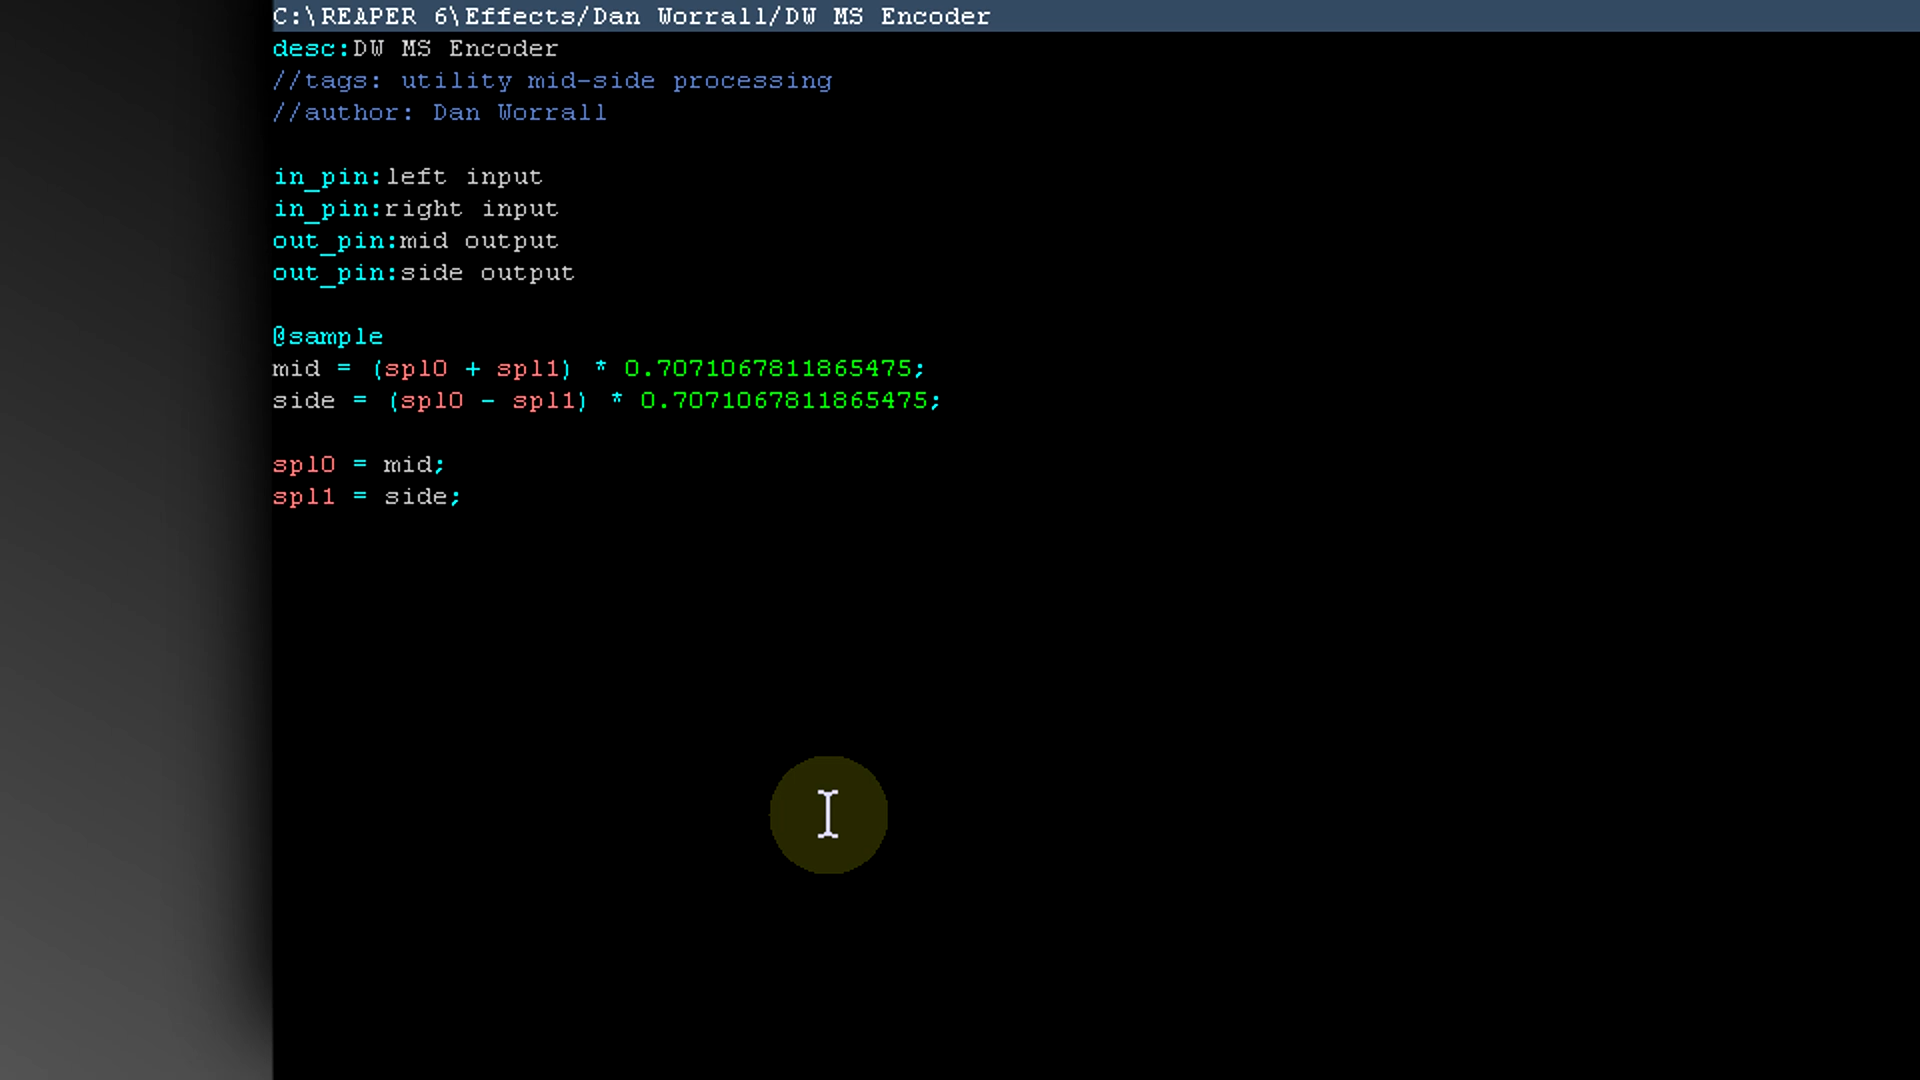 C:\REAPER 6\Effects/Dan Worrall/DW MS Encoder
desc:DW MS Encoder
//tags: utility mid-side processing
//author: Dan Worrall
in_pin:left input
in_pin:right input
out_pin:mid output
out_pin:side output
@sample
mid = (spl0 + spl1) * 0.7071067811865475;
side = (spl0 - spl1) * 0.7071067811865475;
spl0 = mid;
spl1 = side;